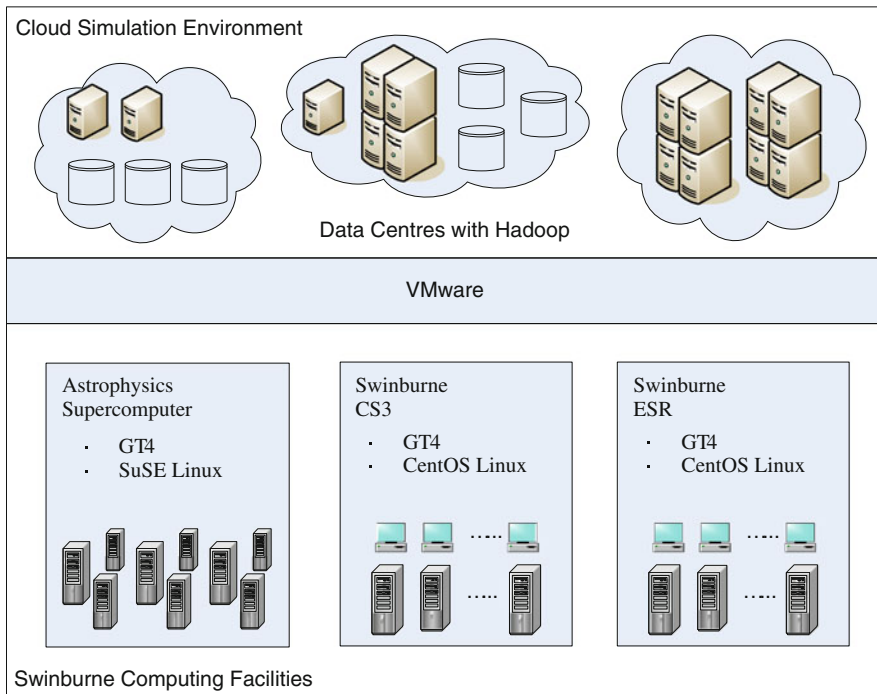 Cloud Simulation Environment
Data Centres with Hadoop
VMware
Astrophysics
Supercomputer
· GT4
· SuSE Linux
Swinburne
CS3
· GT4
· CentOS Linux
Swinburne
ESR
· GT4
· CentOS Linux
Swinburne Computing Facilities